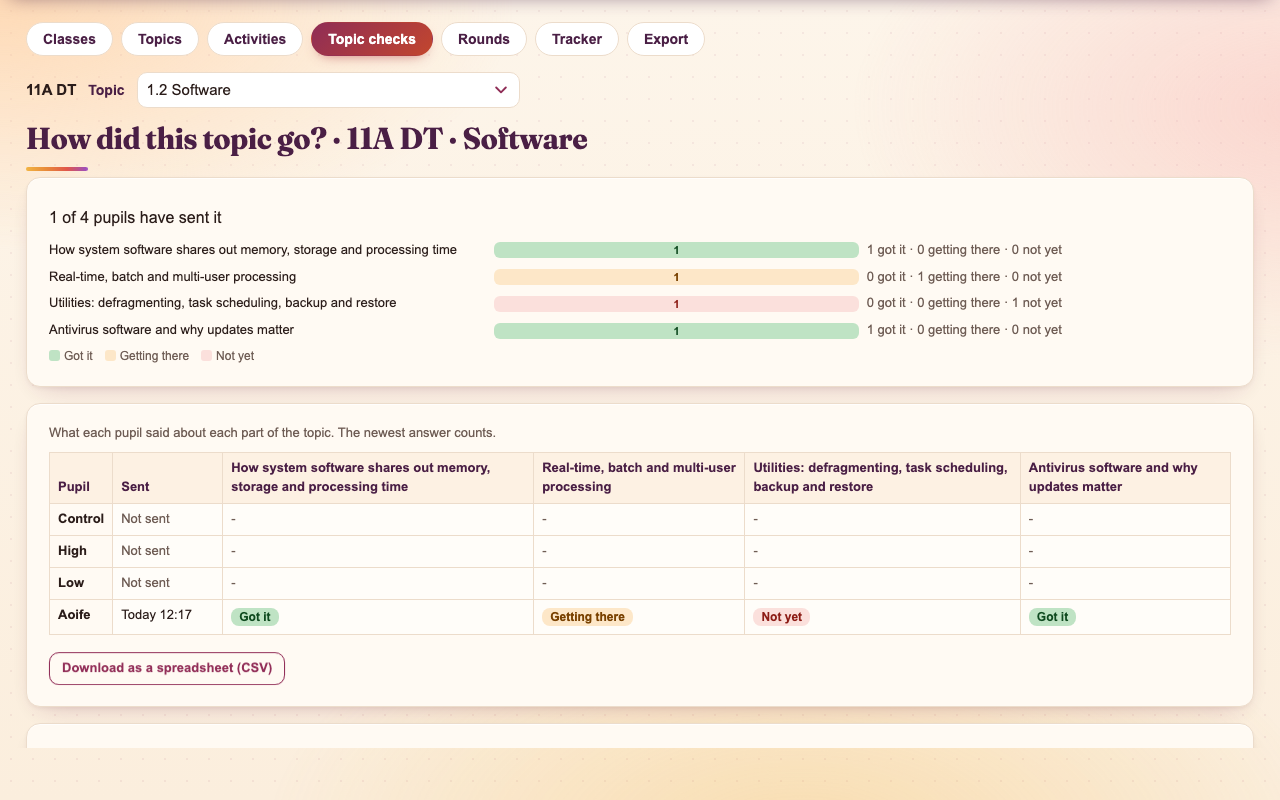 Classes Topics Activities Topic checks Rounds Tracker Export
11A DT Topic 1.2 Software
How did this topic go? · 11A DT · Software
1 of 4 pupils have sent it
How system software shares out memory, storage and processing time 1 1 got it · 0 getting there · 0 not yet
Real-time, batch and multi-user processing 1 0 got it · 1 getting there · 0 not yet
Utilities: defragmenting, task scheduling, backup and restore 1 0 got it · 0 getting there · 1 not yet
Antivirus software and why updates matter 1 1 got it · 0 getting there · 0 not yet
Got it Getting there Not yet
What each pupil said about each part of the topic. The newest answer counts.
How system software shares out memory, Real-time, batch and multi-user Utilities: defragmenting, task scheduling, Antivirus software and why
Pupil Sent storage and processing time processing backup and restore updates matter
Control Not sent - - - -
High Not sent - - - -
Low Not sent - - - -
Aoife Today 12:17 Got it Getting there Not yet Got it
Download as a spreadsheet (CSV)